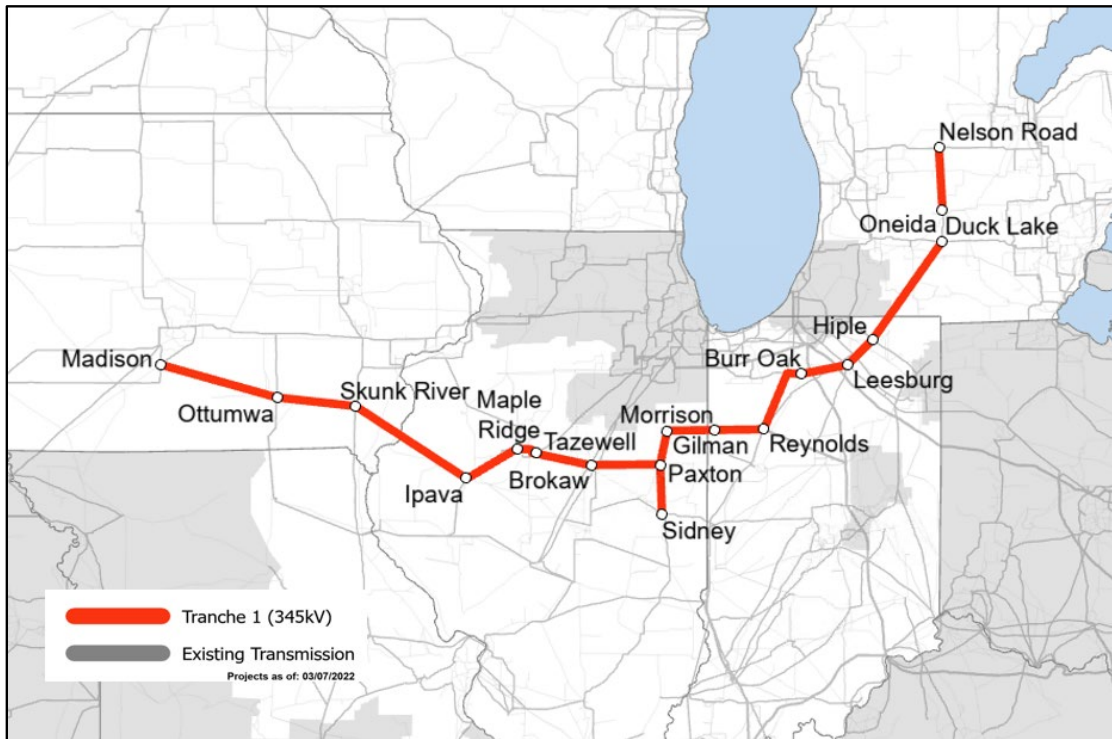 Nelson Road
Oneida
Duck Lake
Hiple
Madison
Burr Oak
Leesburg
Ottumwa
Skunk River
Maple
Ridge
Morrison
Tazewell
Gilman
Reynolds
Ipava
Brokaw
Paxton
Sidney
Tranche 1 (345kV)
Existing Transmission
Projects as of: 03/07/2022